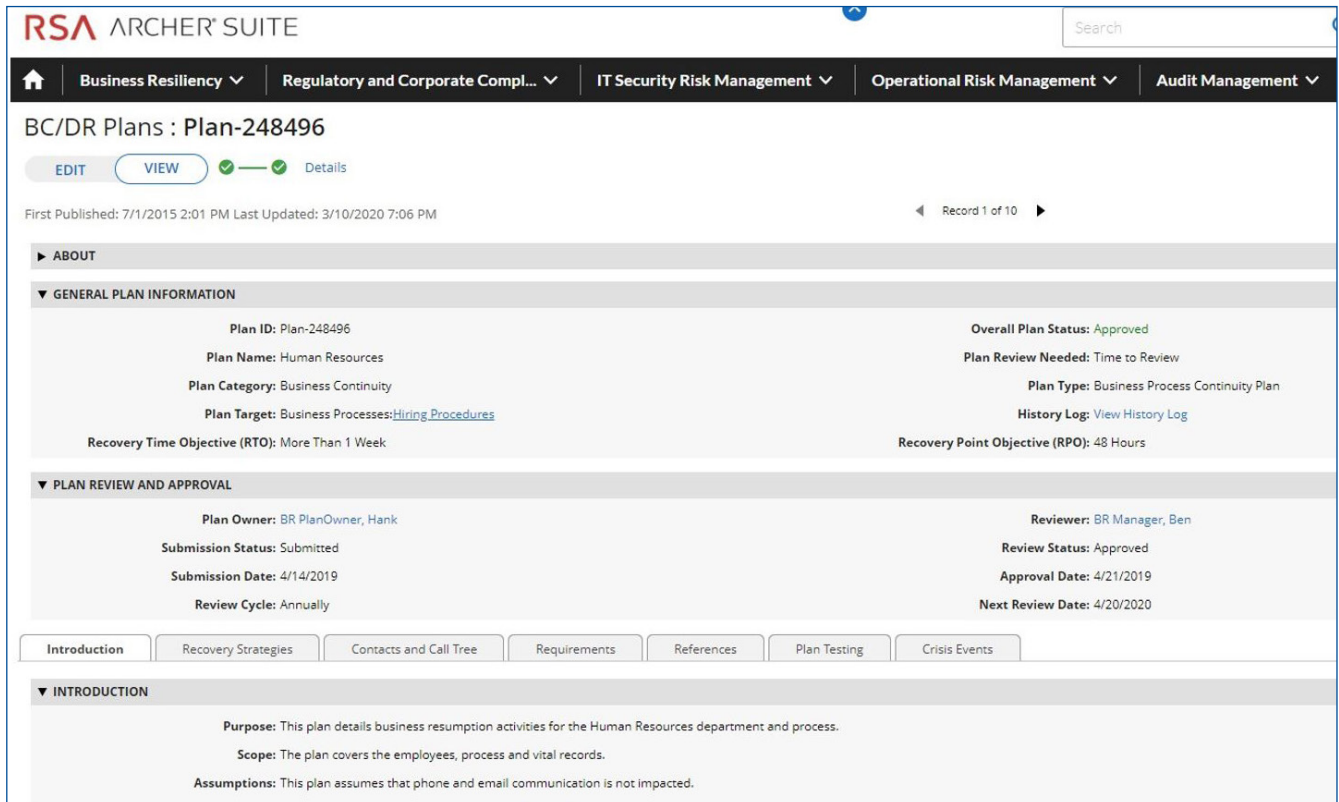 RSA ARCHER® SUITE
Search
Business Resiliency
Regulatory and Corporate Compl...
IT Security Risk Management
Operational Risk Management
Audit Management
BC/DR Plans : Plan-248496
EDIT VIEW Details
First Published: 7/1/2015 2:01 PM Last Updated: 3/10/2020 7:06 PM
Record 1 of 10
ABOUT
GENERAL PLAN INFORMATION
Plan ID: Plan-248496
Overall Plan Status: Approved
Plan Name: Human Resources
Plan Review Needed: Time to Review
Plan Category: Business Continuity
Plan Type: Business Process Continuity Plan
Plan Target: Business Processes:Hiring Procedures
History Log: View History Log
Recovery Time Objective (RTO): More Than 1 Week
Recovery Point Objective (RPO): 48 Hours
PLAN REVIEW AND APPROVAL
Plan Owner: BR PlanOwner, Hank
Reviewer: BR Manager, Ben
Submission Status: Submitted
Review Status: Approved
Submission Date: 4/14/2019
Approval Date: 4/21/2019
Review Cycle: Annually
Next Review Date: 4/20/2020
Introduction
Recovery Strategies
Contacts and Call Tree
Requirements
References
Plan Testing
Crisis Events
INTRODUCTION
Purpose: This plan details business resumption activities for the Human Resources department and process.
Scope: The plan covers the employees, process and vital records.
Assumptions: This plan assumes that phone and email communication is not impacted.